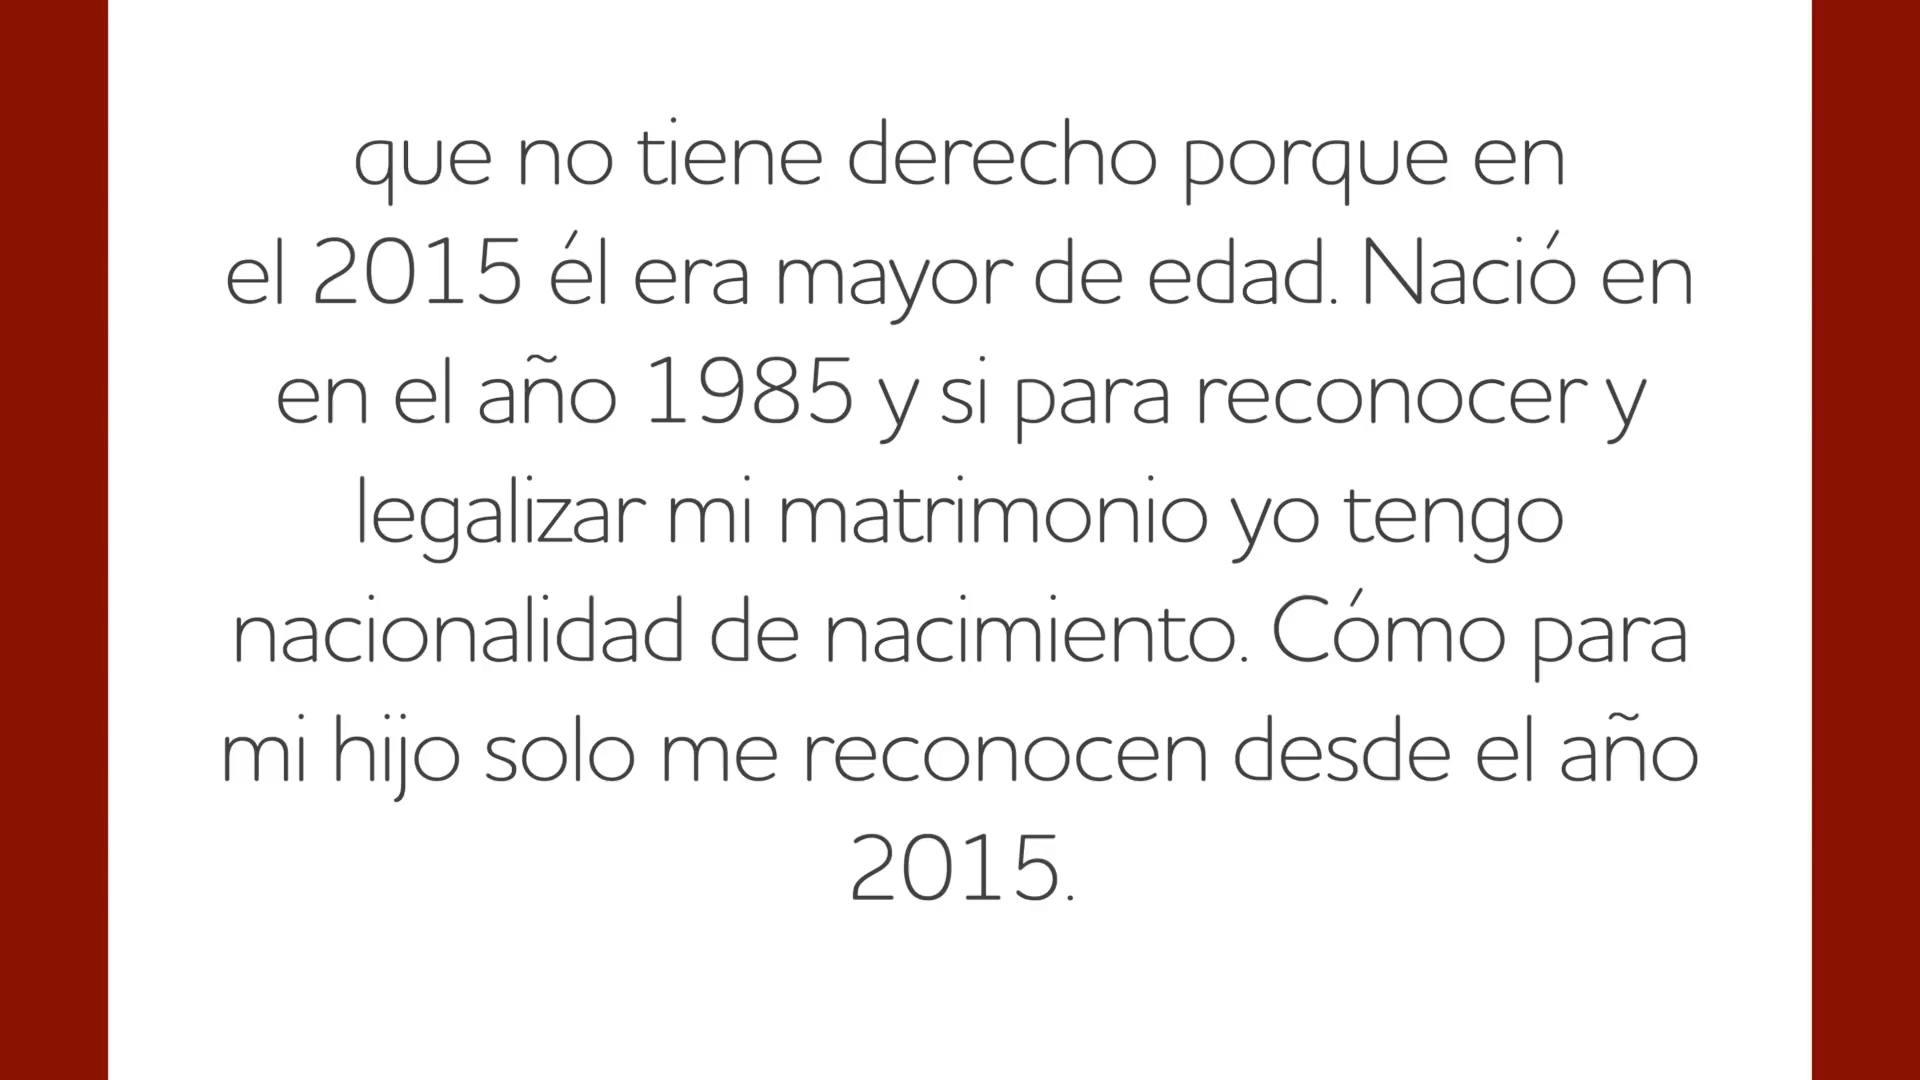 que no tiene derecho porque en
el 2015 él era mayor de edad. Nació en
en el año 1985 y si para reconocer y
legalizar mi matrimonio yo tengo
nacionalidad de nacimiento. Cómo para
mi hijo solo me reconocen desde el año
2015.